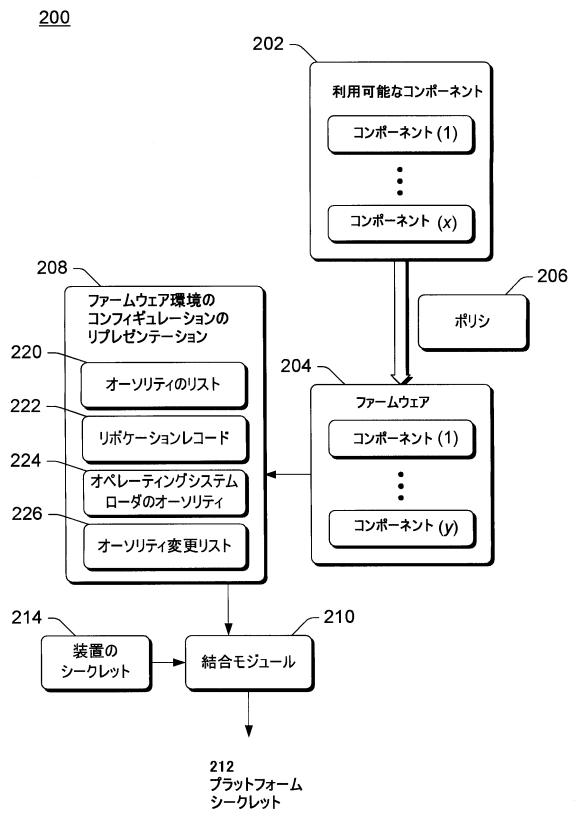 200
202
利用可能なコンポーネント
コンポーネント (1)
コンポーネント (x)
206
ポリシ
208
ファームウェア環境の
コンフィギュレーションの
リプレゼンテーション
220
オーソリティのリスト
222
リボケーションレコード
224
オペレーティングシステム
ローダのオーソリティ
226
オーソリティ変更リスト
204
ファームウェア
コンポーネント (1)
コンポーネント (y)
214
装置の
シークレット
210
結合モジュール
212
プラットフォーム
シークレット